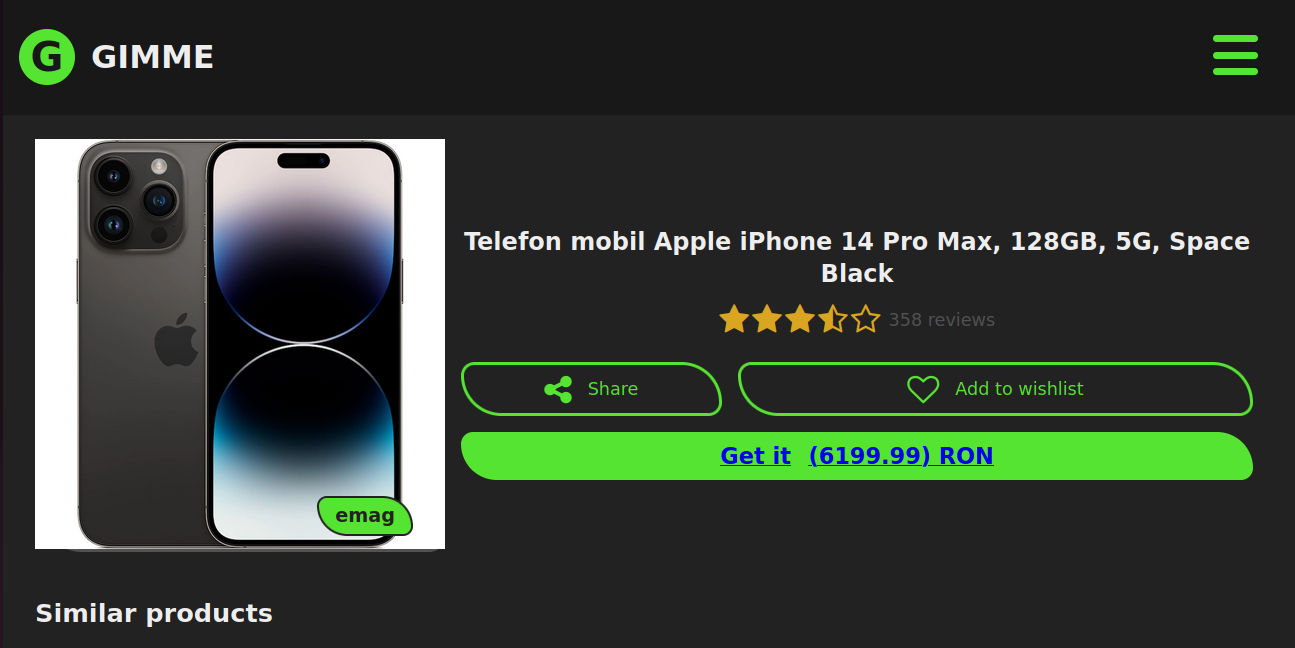 G GIMME
Telefon mobil Apple iPhone 14 Pro Max, 128GB, 5G, Space
Black
358 reviews
Share
Add to wishlist
Get it (6199.99) RON
emag
Similar products